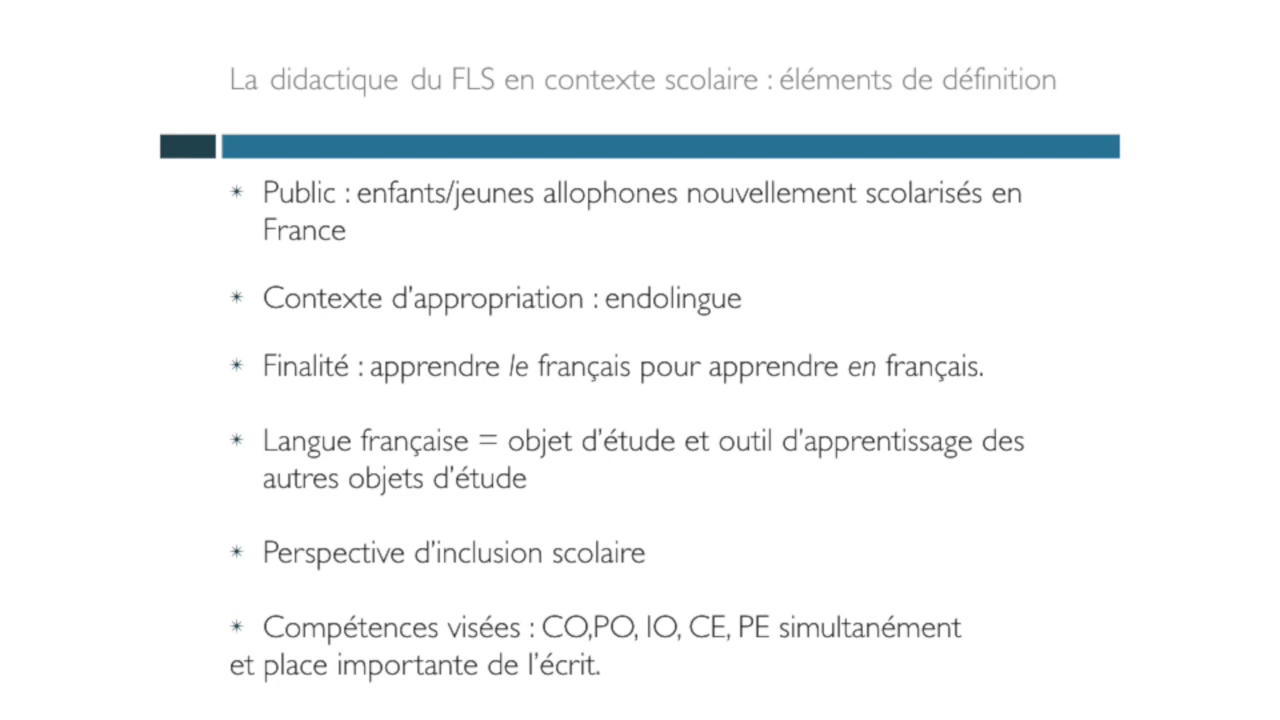 La didactique du FLS en contexte scolaire : éléments de définition
* Public : enfants/jeunes allophones nouvellement scolarisés en
France
* Contexte d'appropriation : endolingue
* Finalité : apprendre le français pour apprendre en français.
* Langue française = objet d'étude et outil d'apprentissage des
autres objets d'étude
* Perspective d'inclusion scolaire
* Compétences visées : CO,PO, IO, CE, PE simultanément
et place importante de l'écrit.